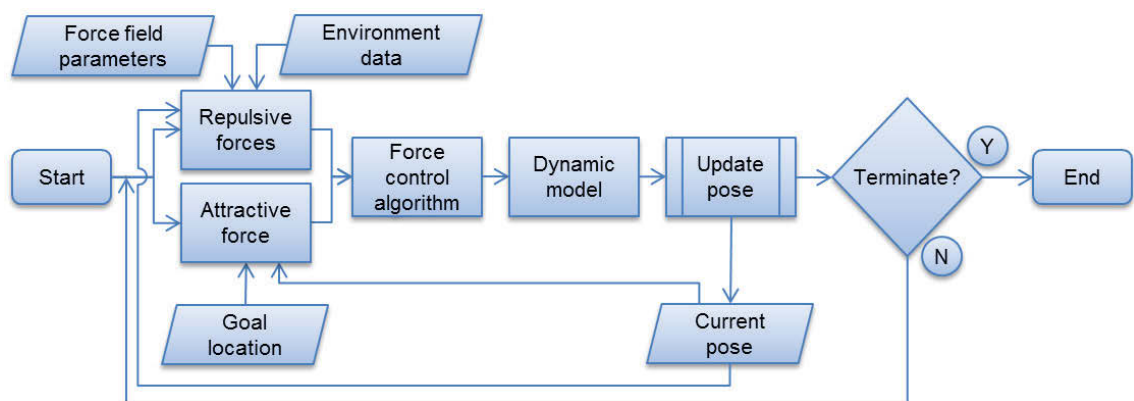 Force field
parameters
Environment
data
Repulsive
forces
Start
Attractive
force
Force
control
algorithm
Dynamic
model
Update
pose
Terminate?
Y
End
N
Goal
location
Current
pose